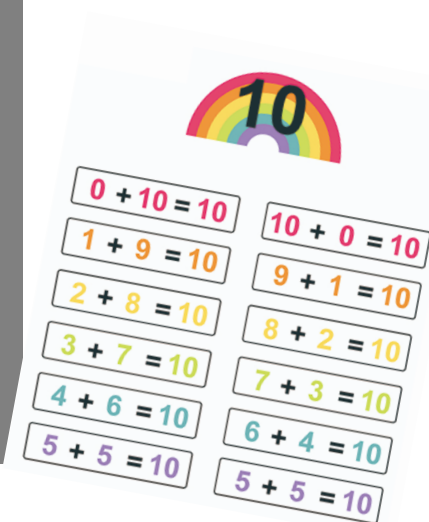 10
0 + 10 = 10
10 + 0 = 10
1 + 9 = 10
9 + 1 = 10
2 + 8 = 10
8 + 2 = 10
3 + 7 = 10
7 + 3 = 10
4 + 6 = 10
6 + 4 = 10
5 + 5 = 10
5 + 5 = 10